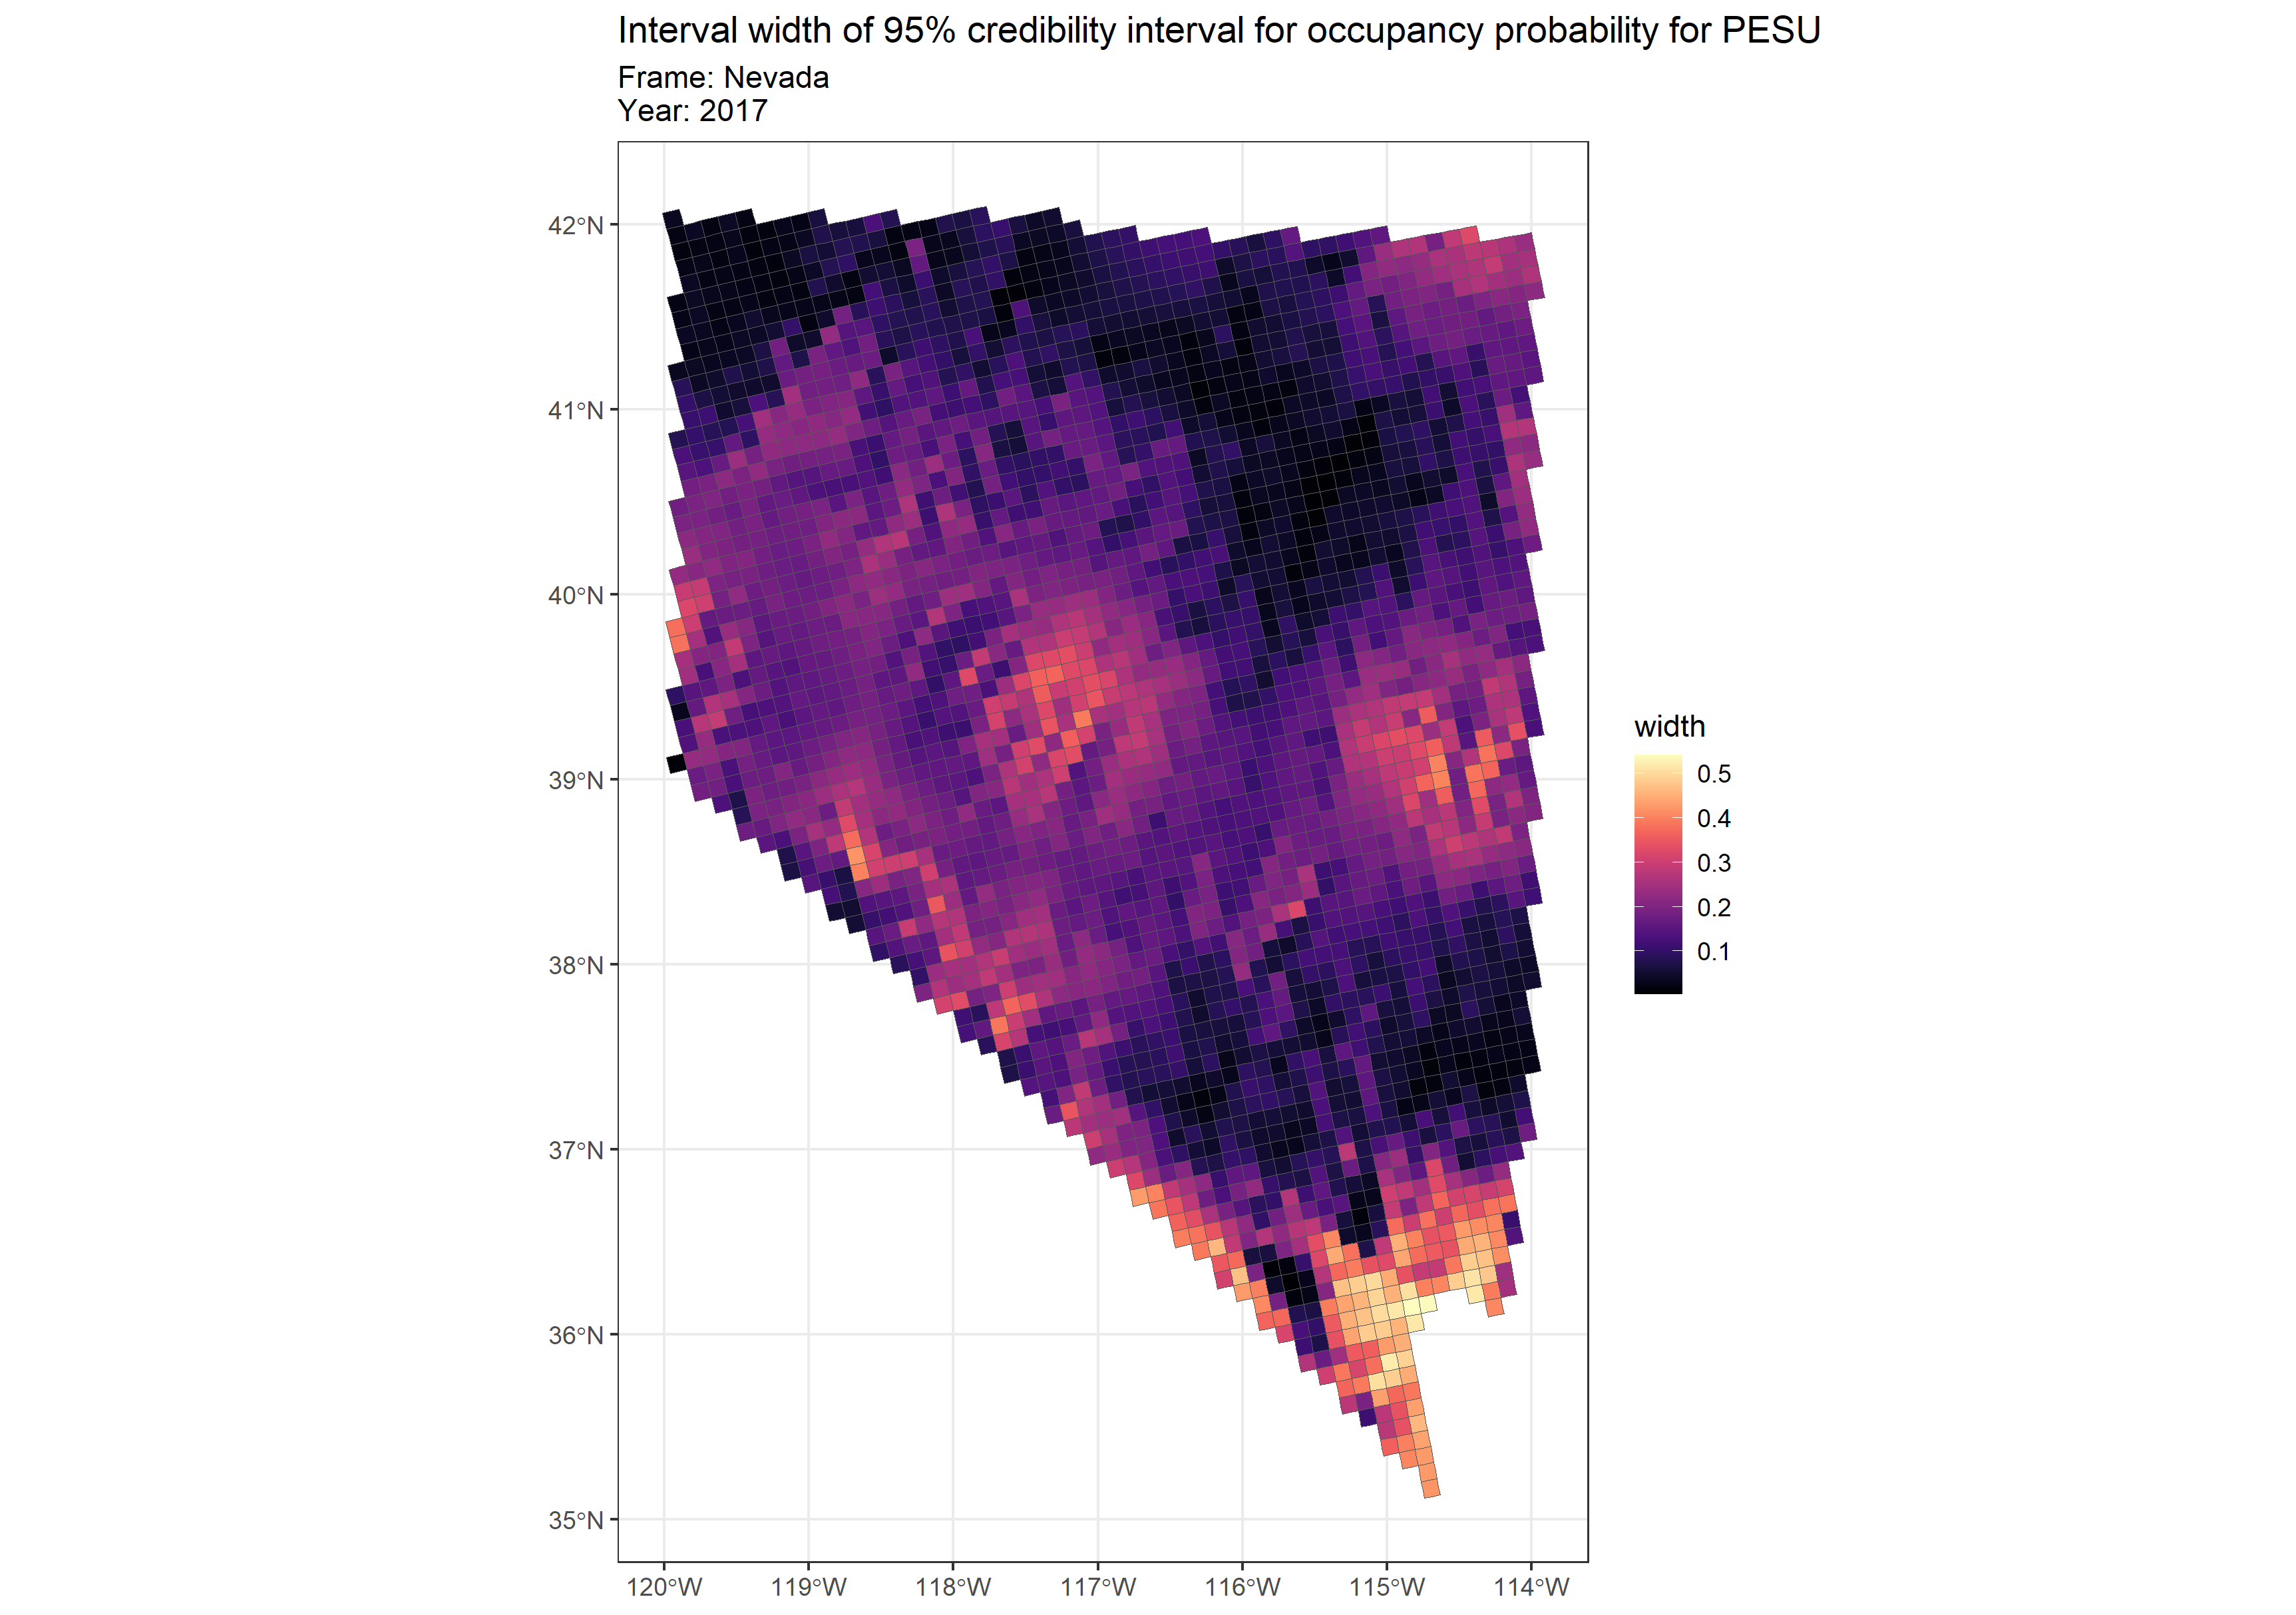 Interval width of 95% credibility interval for occupancy probability for PESU
Frame: Nevada
Year: 2017
42°N
41°N
40°N
39°N
38°N
37°N
36°N
35°N
120°W 119°W 118°W 117°W 116°W 115°W 114°W
width
0.5
0.4
0.3
0.2
0.1